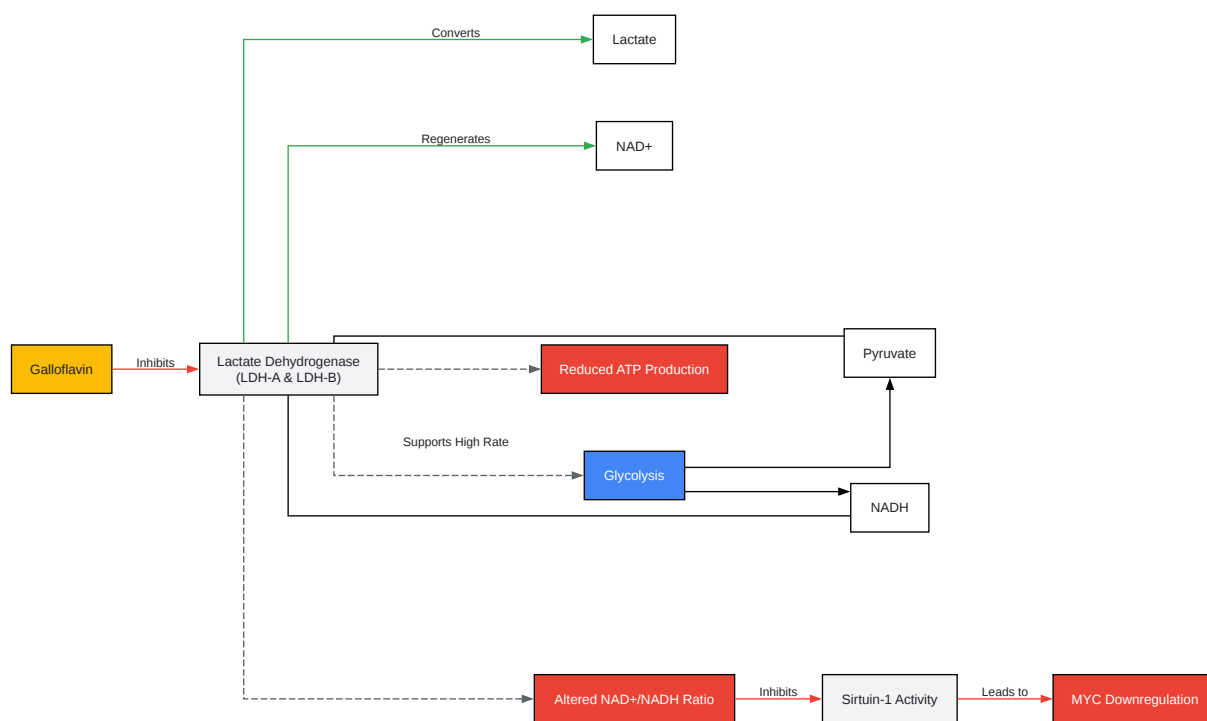 Converts
Lactate
Regenerates
NAD+
Pyruvate
Galloflavin
Inhibits
Lactate Dehydrogenase
(LDH-A & LDH-B)
Reduced ATP Production
Supports High Rate
Glycolysis
NADH
Altered NAD+/NADH Ratio
Inhibits
Sirtuin-1 Activity
Leads to
MYC Downregulation